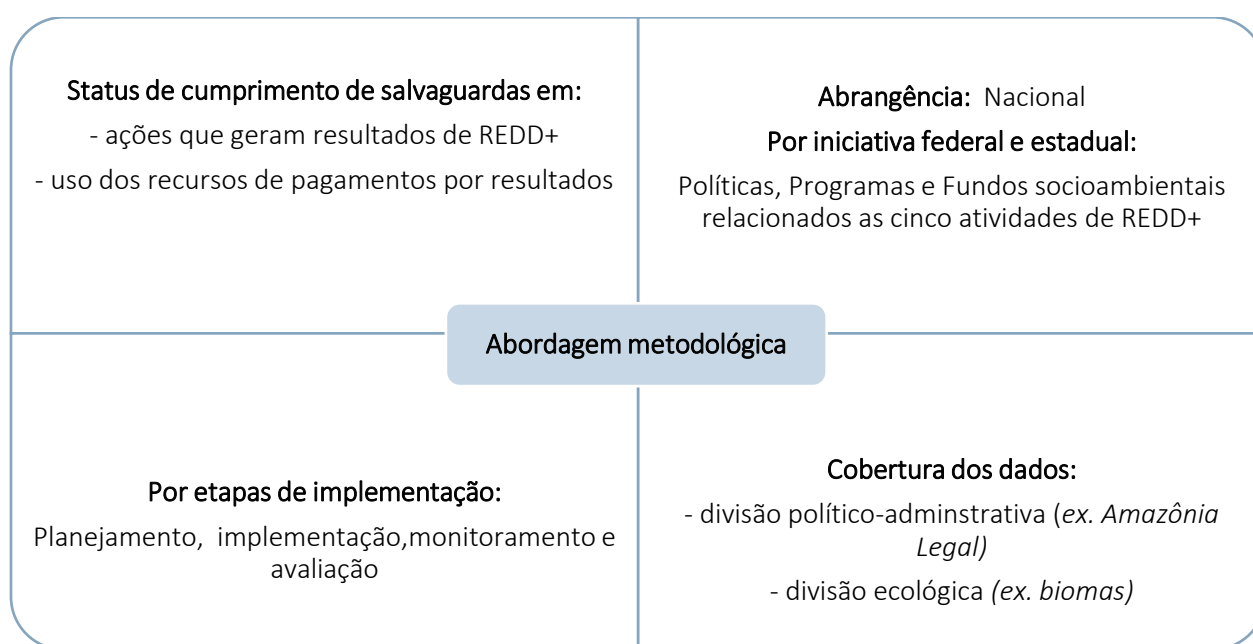 Status de cumprimento de salvaguardas em:
- ações que geram resultados de REDD+
- uso dos recursos de pagamentos por resultados
Abrangência: Nacional
Por iniciativa federal e estadual:
Políticas, Programas e Fundos socioambientais
relacionados as cinco atividades de REDD+
Abordagem metodológica
Por etapas de implementação:
Planejamento, implementação,monitoramento e
avaliação
Cobertura dos dados:
- divisão político-adminstrativa (ex. Amazônia
Legal)
- divisão ecológica (ex. biomas)